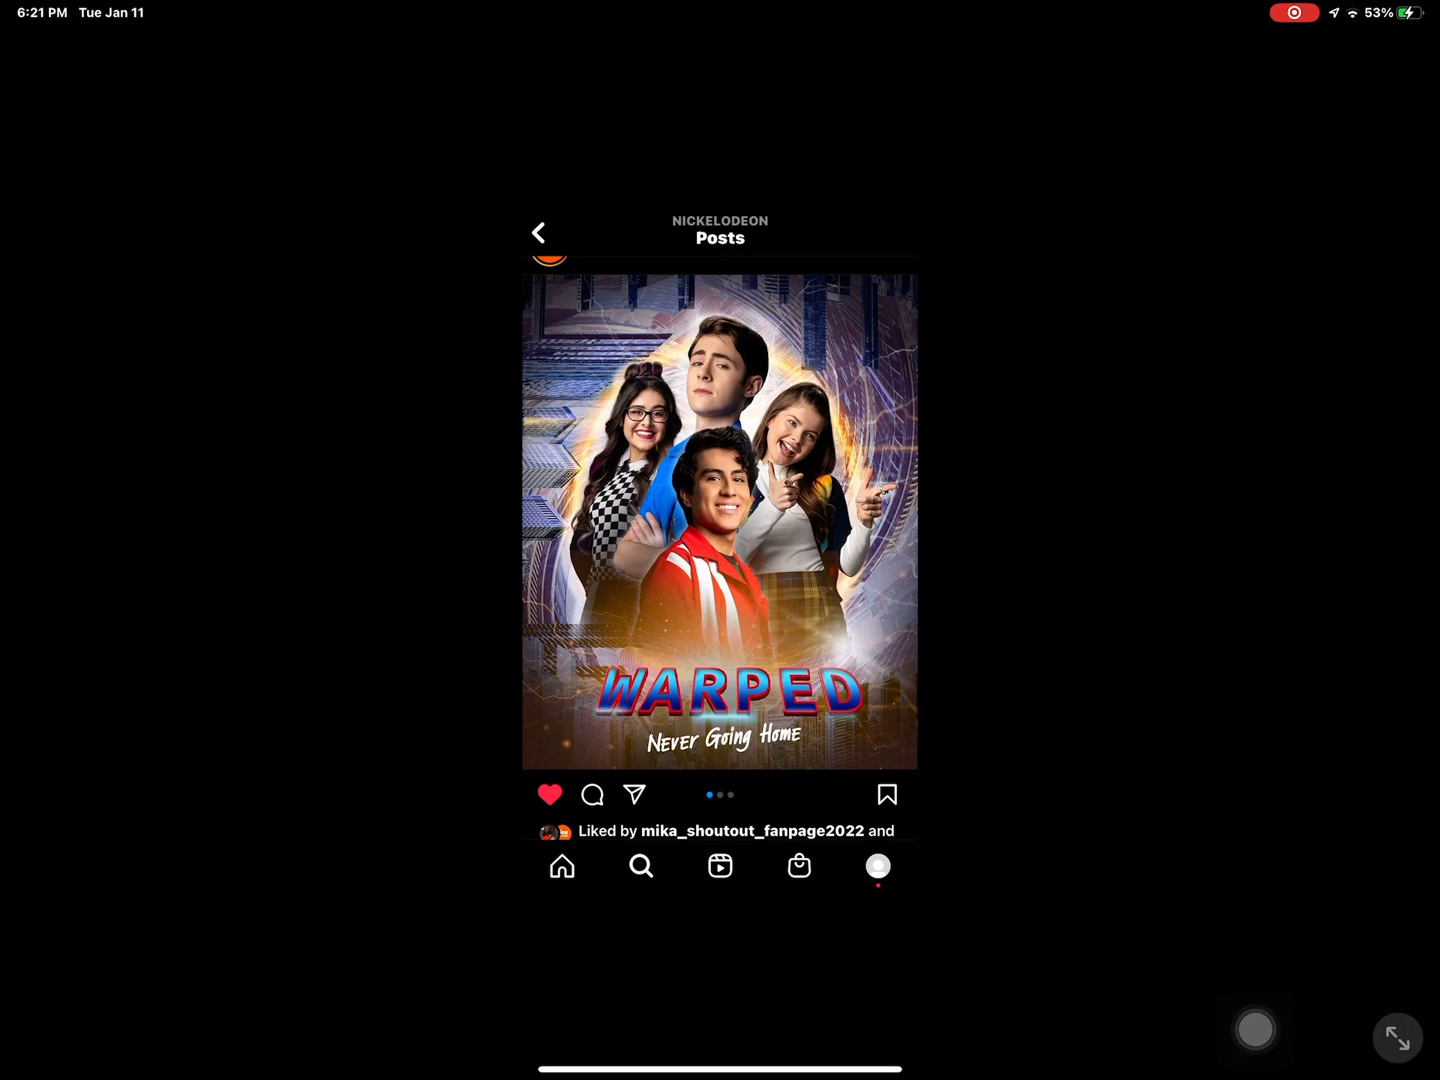 6:21 PM Tue Jan 11
53%
NICKELODEON
Posts
WARPED
Never Going Home
Liked by mika_shoutout_fanpage2022 and